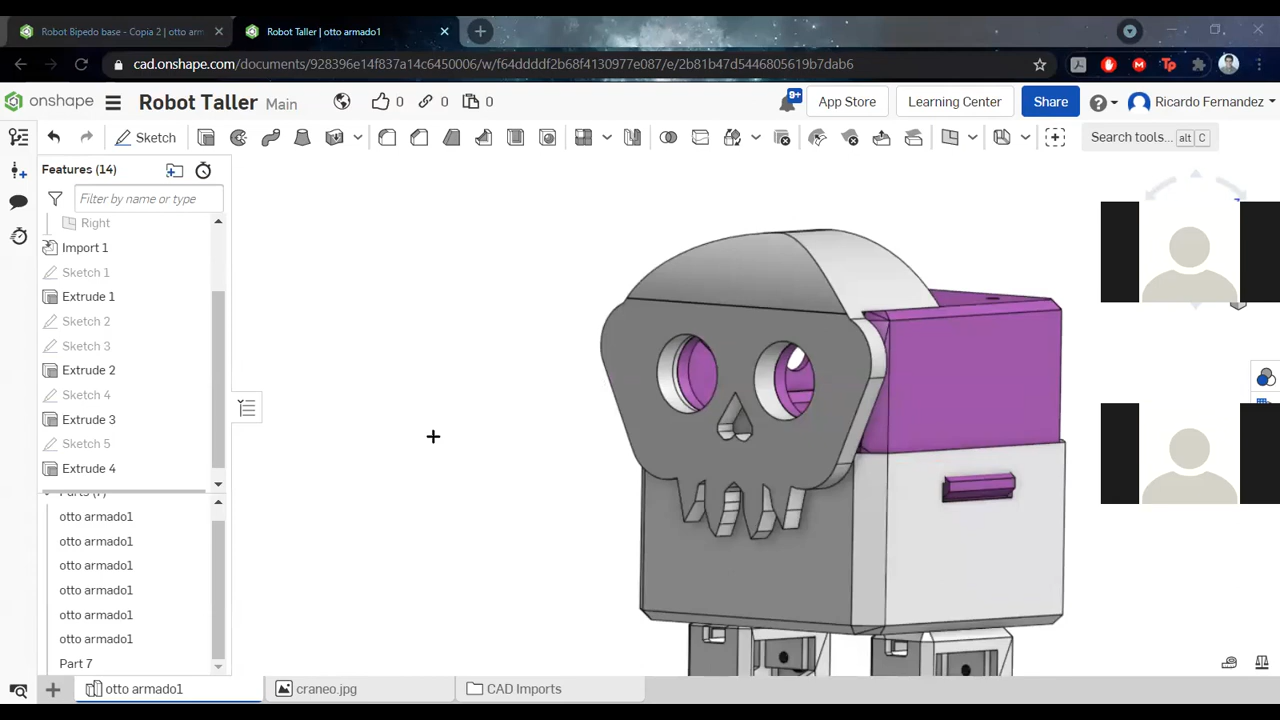 Robot Bipedo base - Copia 2 | otto arm
Robot Taller | otto armado1
cad.onshape.com/documents/928396e14f837a14c6450006/w/f64dbddf2b68f4130977e087/e/2b81b47d5446805619b7dab6
onshape
Robot Taller Main
0
0
0
9+
App Store
Learning Center
Share
Ricardo Fernandez
Sketch
Search tools... alt C
Features (14)
Filter by name or type
Right
Import 1
Sketch 1
Extrude 1
Sketch 2
Sketch 3
Extrude 2
Sketch 4
Extrude 3
Sketch 5
Extrude 4
Parts (7)
otto armado1
otto armado1
otto armado1
otto armado1
otto armado1
otto armado1
Part 7
otto armado1
craneo.jpg
CAD Imports